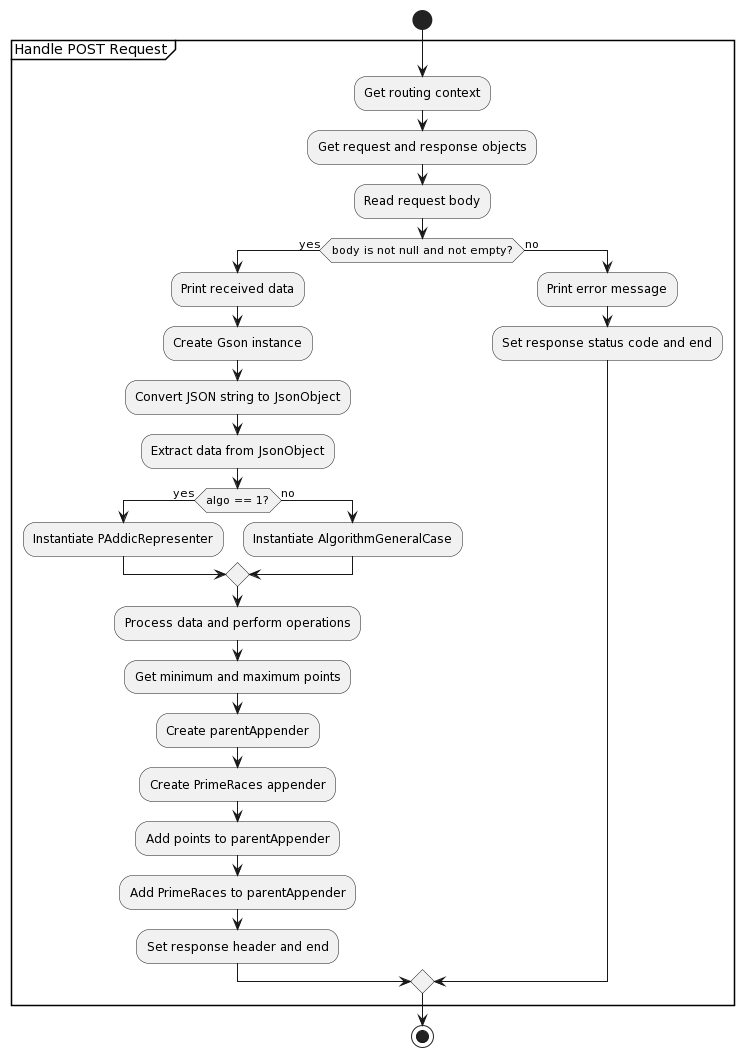 Handle POST Request
Get routing context
Get request and response objects
Read request body
yes
body is not null and not empty?
no
Print received data
Print error message
Create Gson instance
Set response status code and end
Convert JSON string to JsonObject
Extract data from JsonObject
yes
algo == 1?
no
Instantiate PAddicRepresenter
Instantiate AlgorithmGeneralCase
Process data and perform operations
Get minimum and maximum points
Create parentAppender
Create PrimeRaces appender
Add points to parentAppender
Add PrimeRaces to parentAppender
Set response header and end